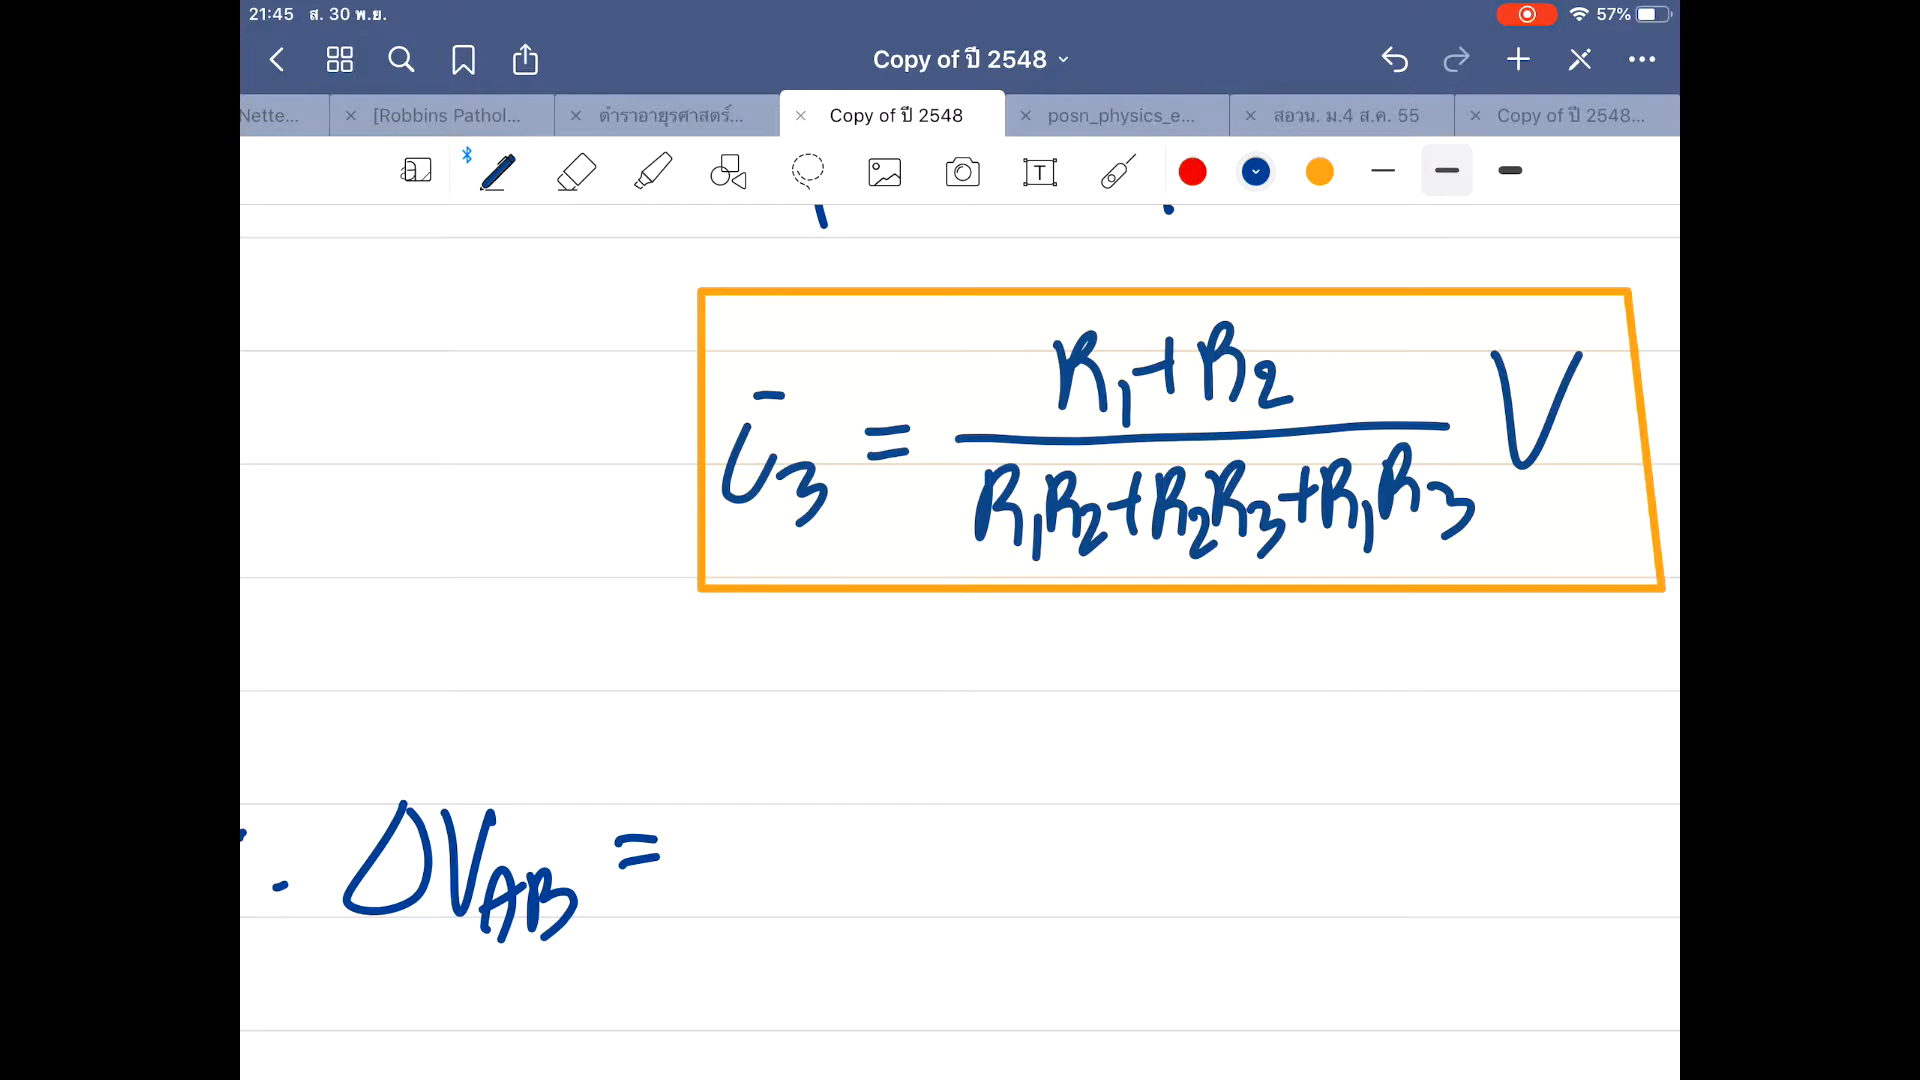 21:45 ส. 30 พ.ย. 57%
Copy of ปี 2548
Nette... [Robbins Pathol... ตำราอายุรศาสตร์... Copy of ปี 2548 posn_physics_e... สอวน. ม.4 ส.ค. 55 Copy of ปี 2548...
T
i₃ = (R₁+R₂)/(R₁R₂+R₂R₃+R₁R₃) V
ΔV_AB =